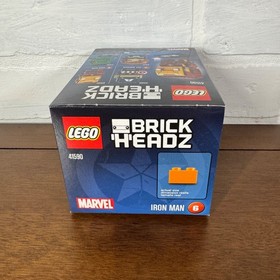 LEGO
BRICK
HEADZ
LEGO
BRICK
HEADZ
41590
MARVEL
IRON MAN 6